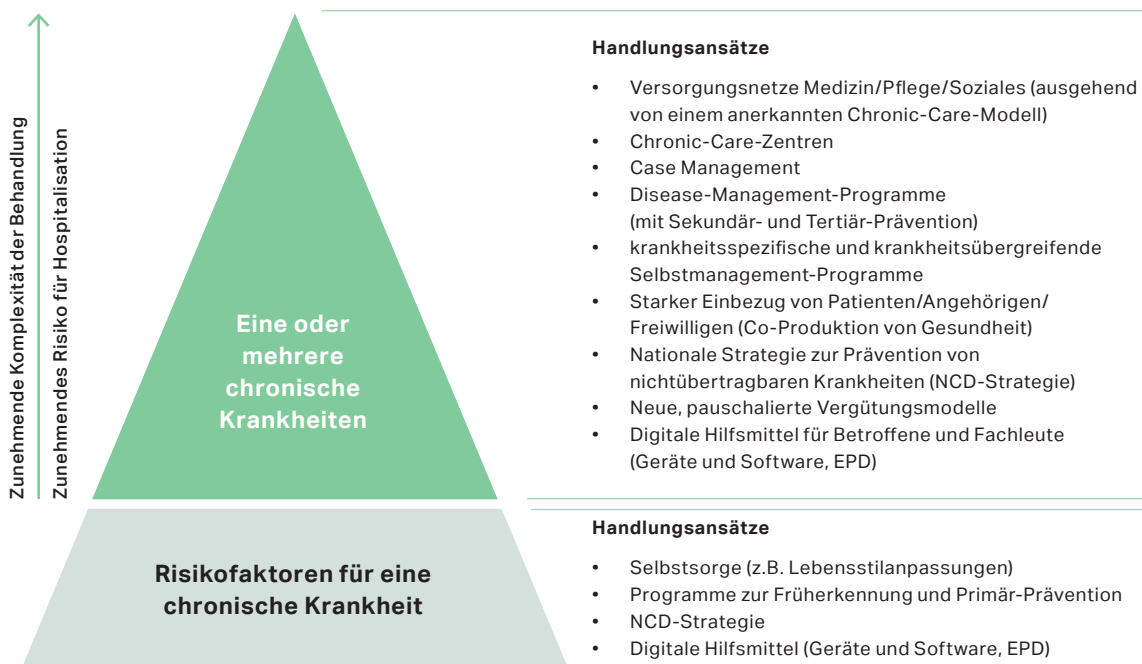 Zunehmende Komplexität der Behandlung
Zunehmendes Risiko für Hospitalisation
Eine oder
mehrere
chronische
Krankheiten
Handlungsansätze
• Versorgungsnetze Medizin/Pflege/Soziales (ausgehend
von einem anerkannten Chronic-Care-Modell)
• Chronic-Care-Zentren
• Case Management
• Disease-Management-Programme
(mit Sekundär- und Tertiär-Prävention)
• krankheitsspezifische und krankheitsübergreifende
Selbstmanagement-Programme
• Starker Einbezug von Patienten/Angehörigen/
Freiwilligen (Co-Produktion von Gesundheit)
• Nationale Strategie zur Prävention von
nichtübertragbaren Krankheiten (NCD-Strategie)
• Neue, pauschalierte Vergütungsmodelle
• Digitale Hilfsmittel für Betroffene und Fachleute
(Geräte und Software, EPD)
Risikofaktoren für eine
chronische Krankheit
Handlungsansätze
• Selbstsorge (z.B. Lebensstilanpassungen)
• Programme zur Früherkennung und Primär-Prävention
• NCD-Strategie
• Digitale Hilfsmittel (Geräte und Software, EPD)